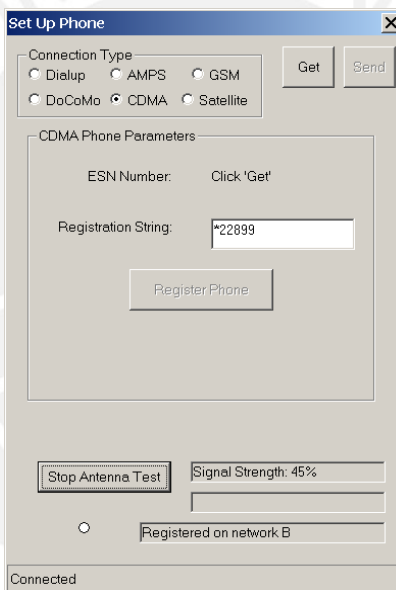 Set Up Phone
Connection Type
Dialup AMPS GSM
DoCoMo CDMA Satellite
Get
Send
CDMA Phone Parameters
ESN Number: Click 'Get'
Registration String: *22899
Register Phone
Stop Antenna Test
Signal Strength: 45%
Registered on network B
Connected